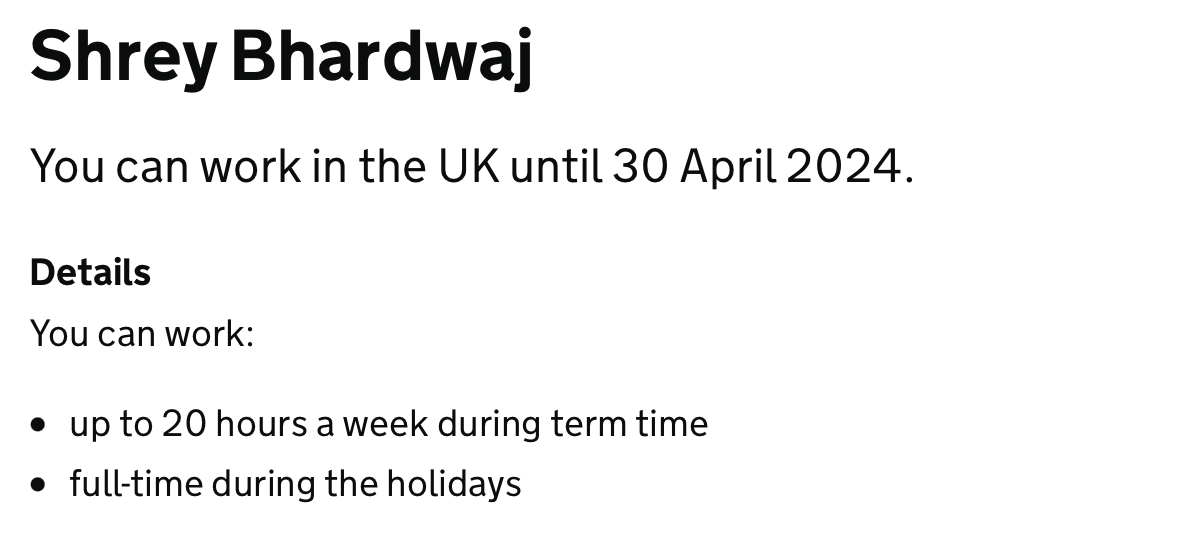 Shrey Bhardwaj
You can work in the UK until 30 April 2024.
Details
You can work:
• up to 20 hours a week during term time
• full-time during the holidays